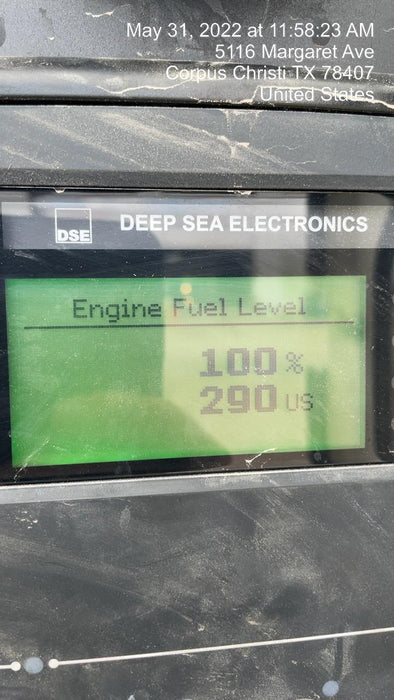 May 31, 2022 at 11:58:23 AM
5116 Margaret Ave
Corpus Christi TX 78407
United States
DSE DEEP SEA ELECTRONICS
Engine Fuel Level
100 %
290 US